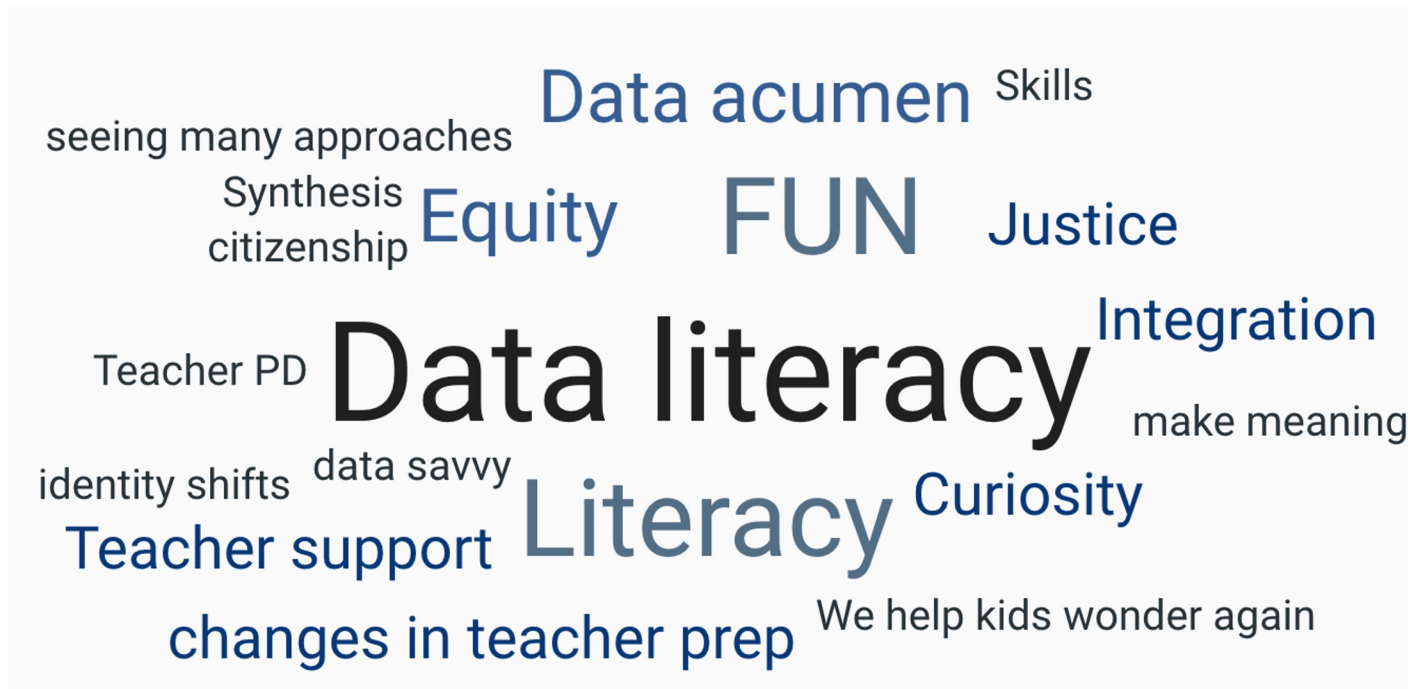 Data acumen
Skills
seeing many approaches
Synthesis
Equity
FUN
Justice
citizenship
Integration
Teacher PD
Data literacy
make meaning
data savvy
identity shifts
Literacy
Curiosity
Teacher support
We help kids wonder again
changes in teacher prep